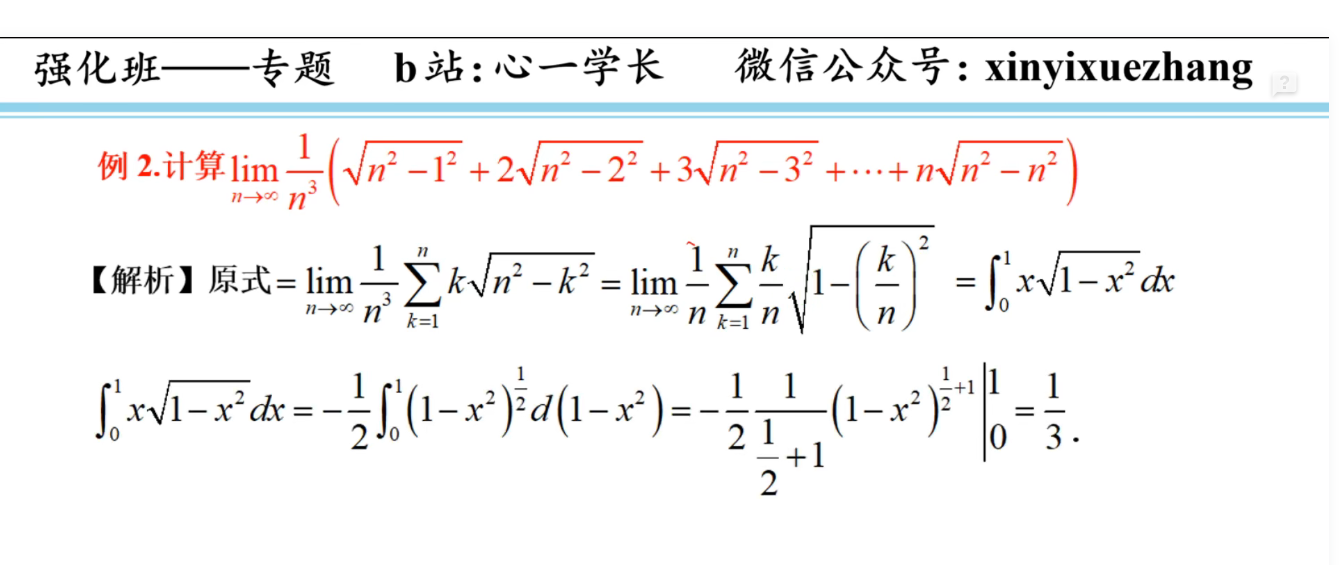 强化班——专题 b站:心一学长 微信公众号: xinyixuezhang ?
例 2.计算 $\lim_{n\to\infty}\frac{1}{n^3}\left(\sqrt{n^2-1^2}+2\sqrt{n^2-2^2}+3\sqrt{n^2-3^2}+\cdots+n\sqrt{n^2-n^2}\right)$
【解析】原式 $=\lim_{n\to\infty}\frac{1}{n^3}\sum_{k=1}^{n}k\sqrt{n^2-k^2}=\lim_{n\to\infty}\frac{1}{n}\sum_{k=1}^{n}\frac{k}{n}\sqrt{1-\left(\frac{k}{n}\right)^2}=\int_0^1 x\sqrt{1-x^2}dx$
$\int_0^1 x\sqrt{1-x^2}dx=-\frac{1}{2}\int_0^1\left(1-x^2\right)^{\frac{1}{2}}d\left(1-x^2\right)=-\frac{1}{2}\frac{1}{\frac{1}{2}+1}\left(1-x^2\right)^{\frac{1}{2}+1}\Big|_0^1=\frac{1}{3}.$